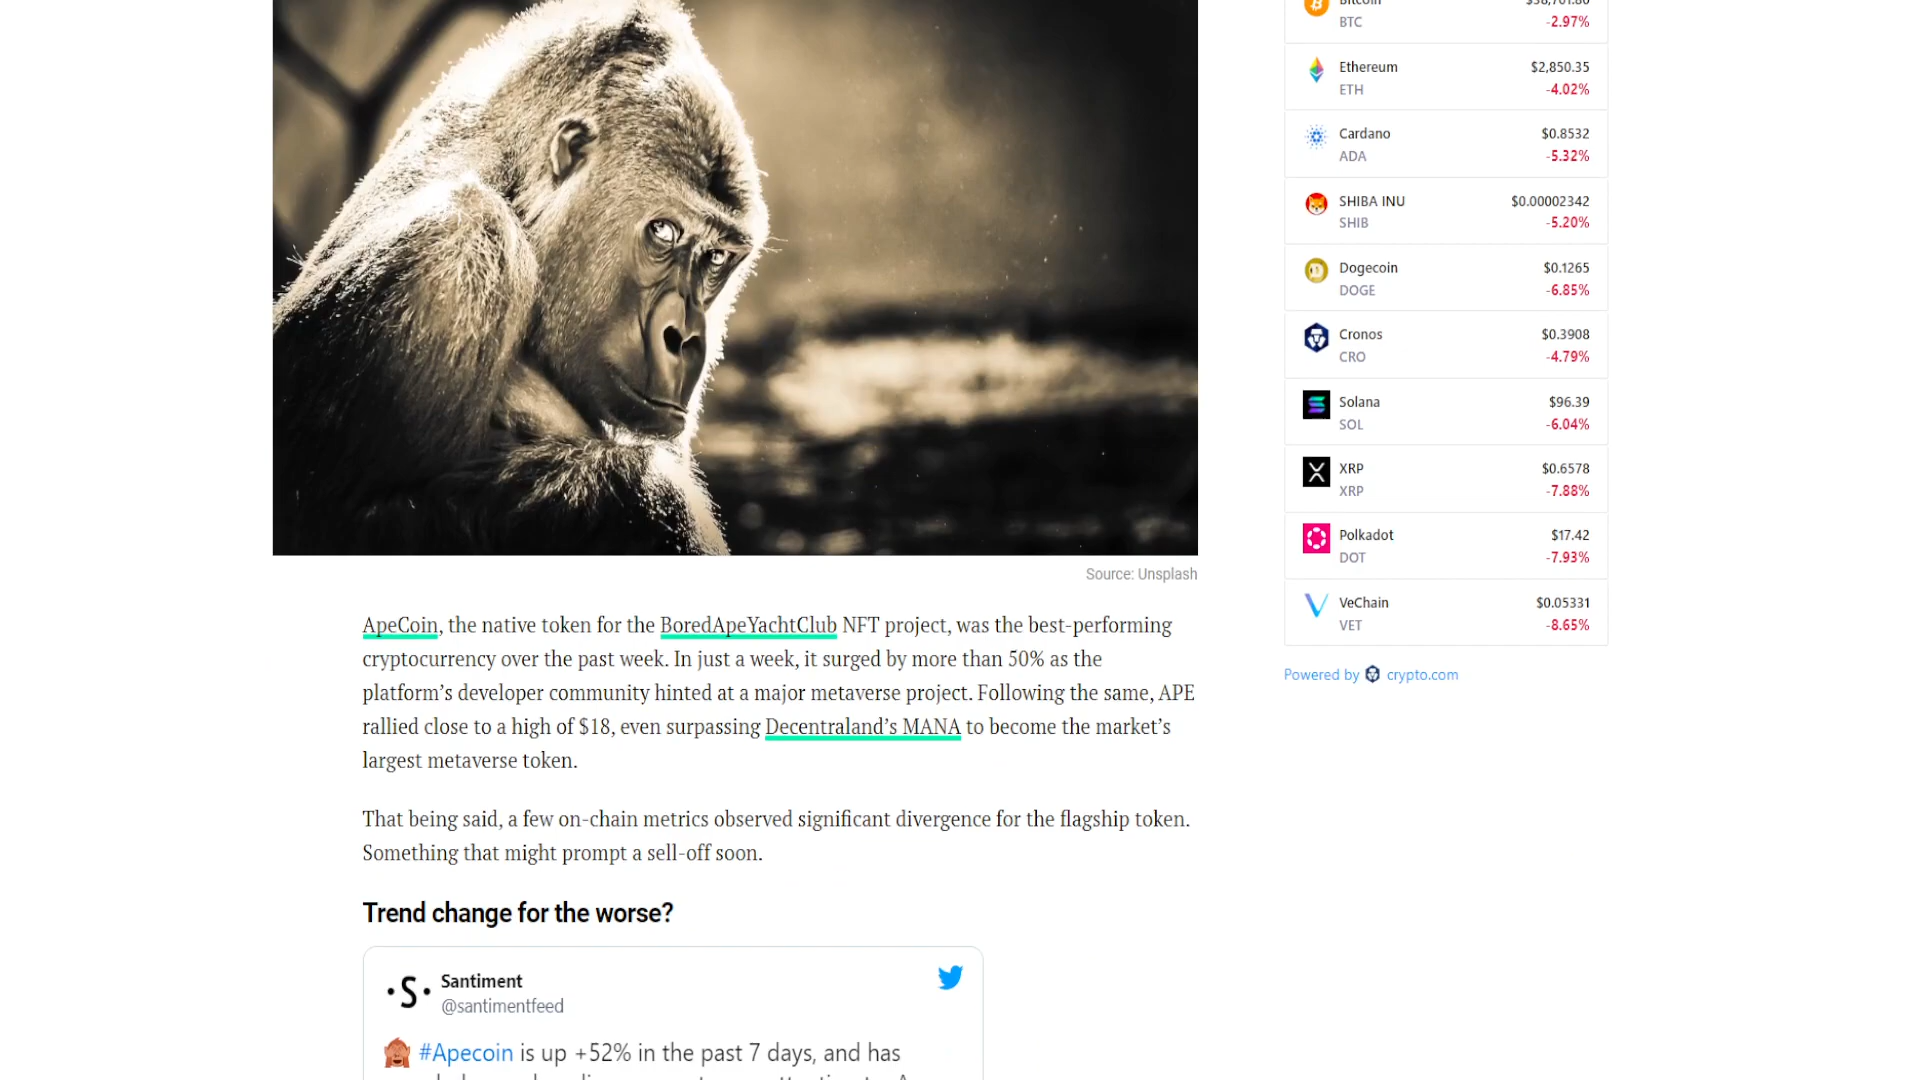 Source: Unsplash
ApeCoin, the native token for the BoredApeYachtClub NFT project, was the best-performing
cryptocurrency over the past week. In just a week, it surged by more than 50% as the
platform’s developer community hinted at a major metaverse project. Following the same, APE
rallied close to a high of $18, even surpassing Decentraland’s MANA to become the market’s
largest metaverse token.
That being said, a few on-chain metrics observed significant divergence for the flagship token.
Something that might prompt a sell-off soon.
Trend change for the worse?
·S·
Santiment
@santimentfeed
#Apecoin is up +52% in the past 7 days, and has
Bitcoin $38,701.80
BTC -2.97%
Ethereum $2,850.35
ETH -4.02%
Cardano $0.8532
ADA -5.32%
SHIBA INU $0.00002342
SHIB -5.20%
Dogecoin $0.1265
DOGE -6.85%
Cronos $0.3908
CRO -4.79%
Solana $96.39
SOL -6.04%
XRP $0.6578
XRP -7.88%
Polkadot $17.42
DOT -7.93%
VeChain $0.05331
VET -8.65%
Powered by crypto.com